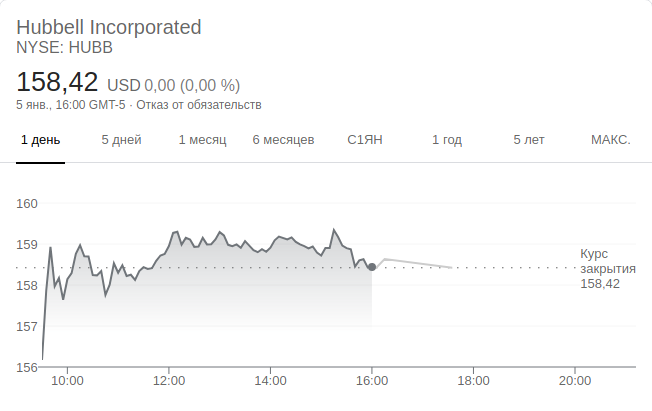 Hubbell Incorporated
NYSE: HUBB
158,42 USD 0,00 (0,00 %)
5 янв., 16:00 GMT-5 · Отказ от обязательств
1 день 5 дней 1 месяц 6 месяцев С1ЯН 1 год 5 лет МАКС.
160
159
Курс
закрытия
158,42
158
157
156
10:00 12:00 14:00 16:00 18:00 20:00